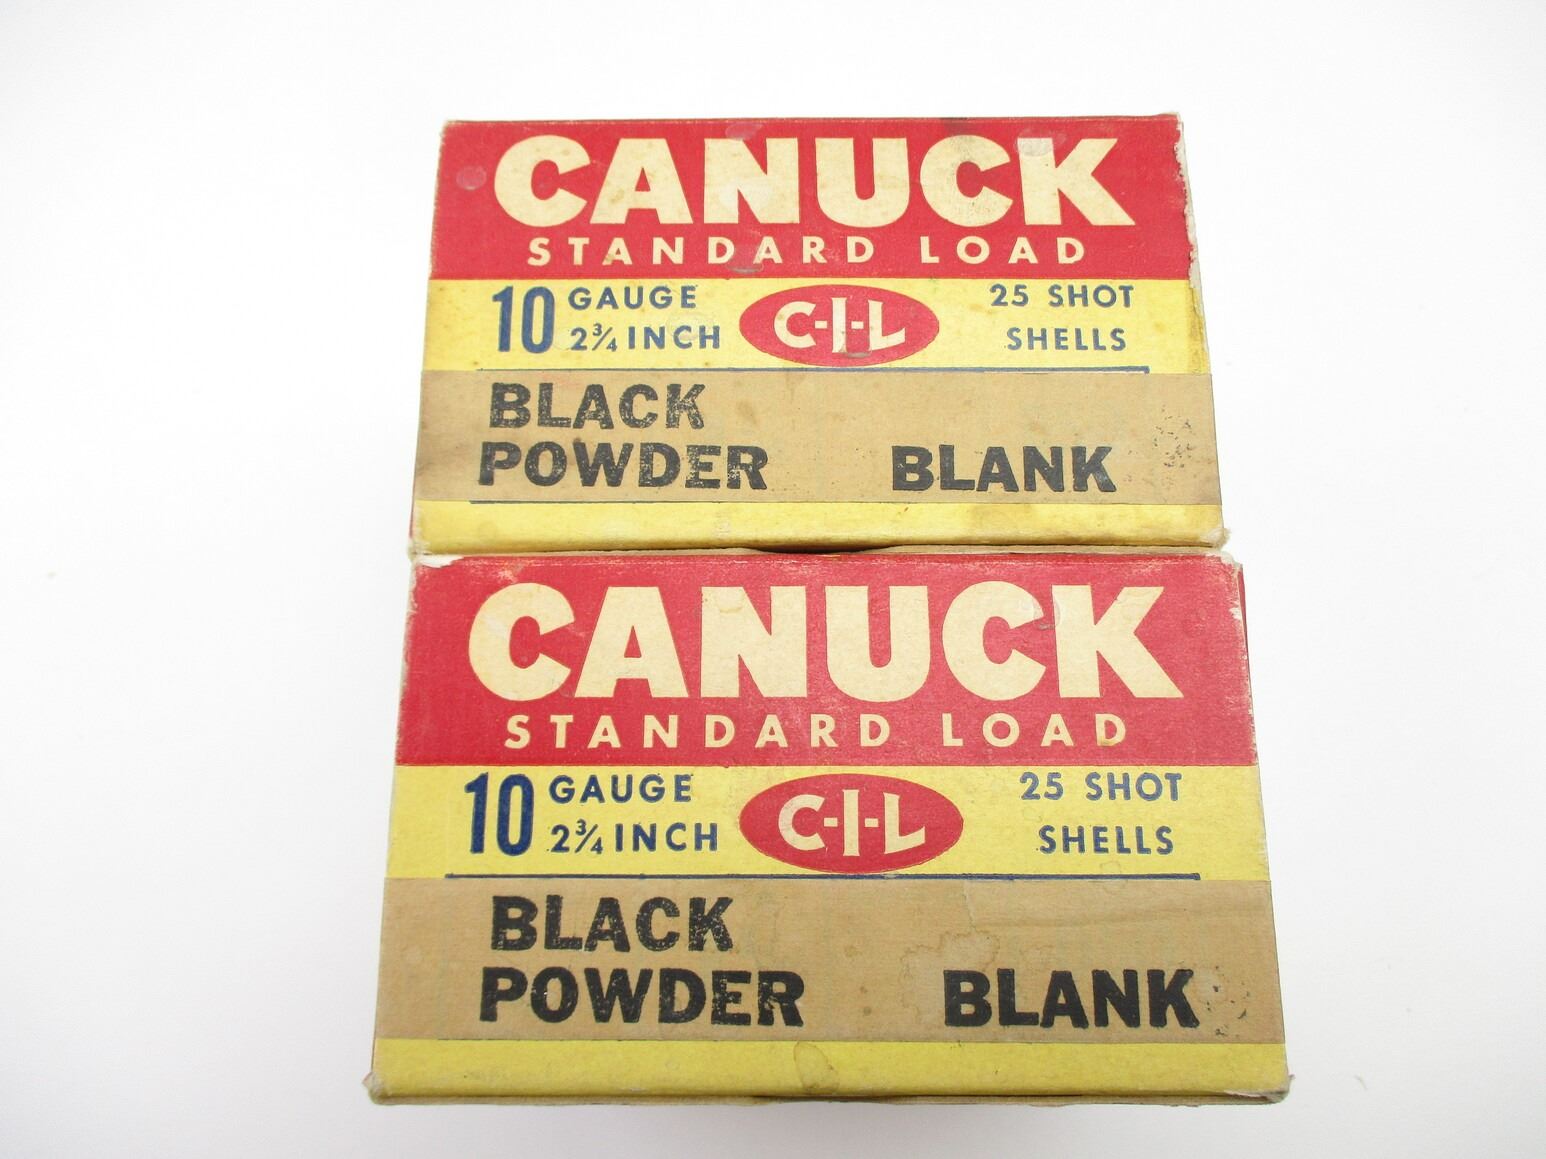 CANUCK
STANDARD LOAD
10 GAUGE 2¾ INCH
C-I-L
25 SHOT SHELLS
BLACK POWDER
BLANK
CANUCK
STANDARD LOAD
10 GAUGE 2¾ INCH
C-I-L
25 SHOT SHELLS
BLACK POWDER
BLANK